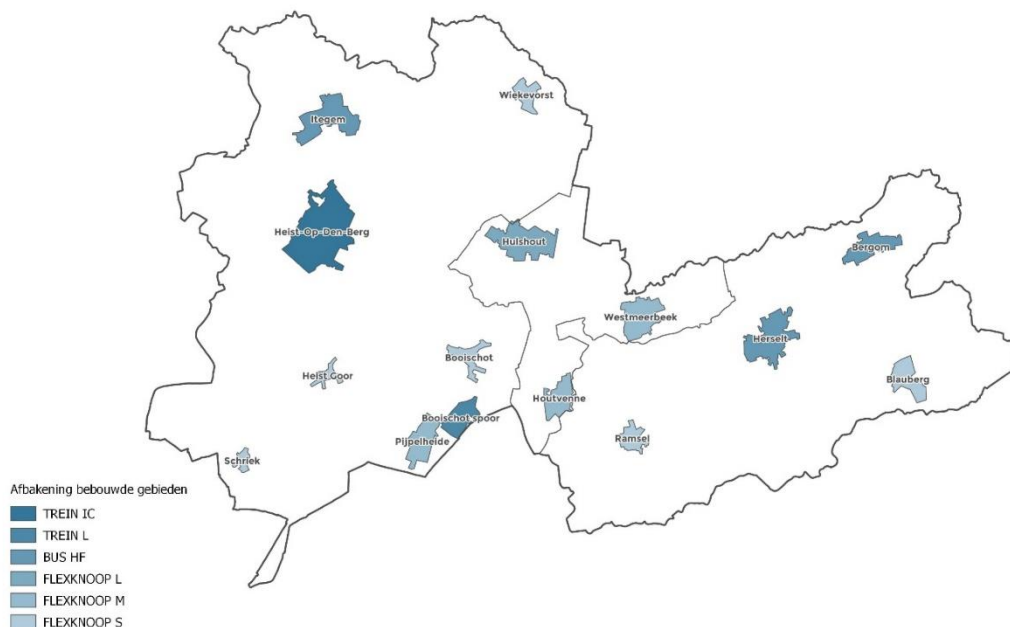 Wiekevorst
Itegem
Heist-Op-Den-Berg
Hulshout
Bergom
Westmeerbeek
Herselt
Booischot
Heist Goor
Blauberg
Houtvenne
Booischot spoor
Pijpelheide
Ramsel
Schriek
Afbakening bebouwde gebieden
TREIN IC
TREIN L
BUS HF
FLEXKNOOP L
FLEXKNOOP M
FLEXKNOOP S